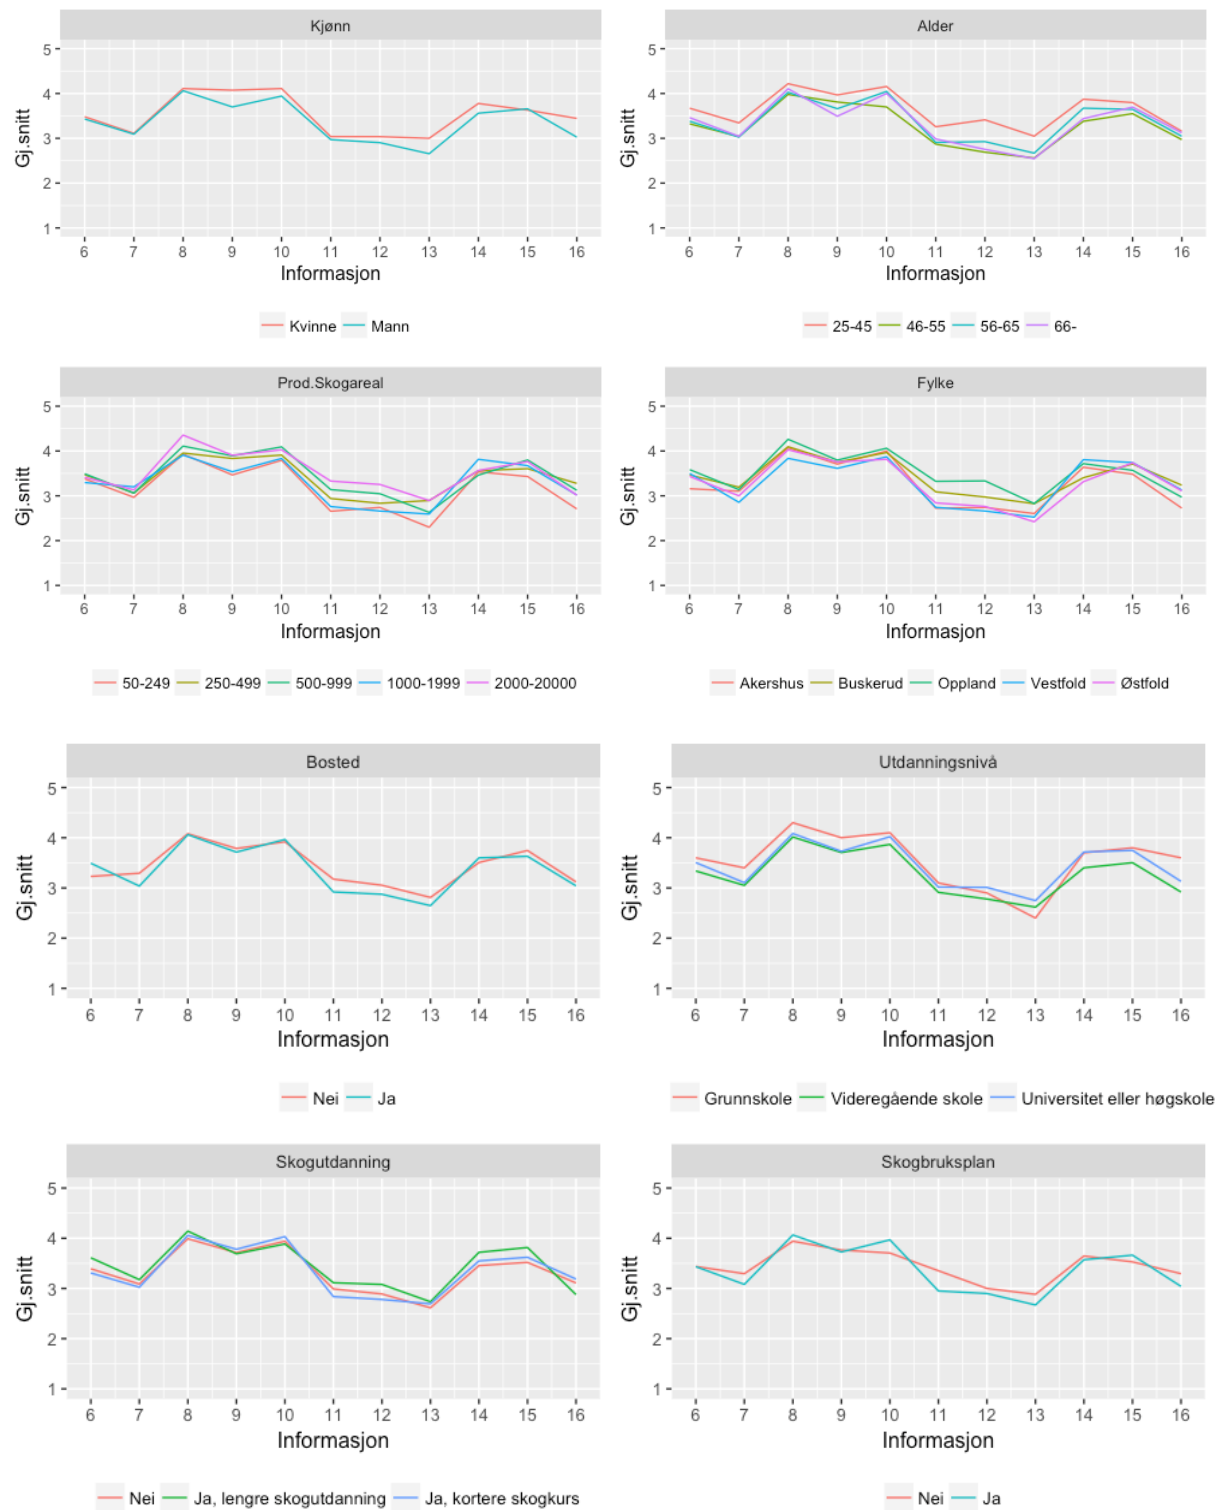 Kjønn
Gj.snitt
5
4
3
2
1
6 7 8 9 10 11 12 13 14 15 16
Informasjon
Kvinne Mann
Alder
Gj.snitt
5
4
3
2
1
6 7 8 9 10 11 12 13 14 15 16
Informasjon
25-45 46-55 56-65 66-
Prod.Skogareal
Gj.snitt
5
4
3
2
1
6 7 8 9 10 11 12 13 14 15 16
Informasjon
50-249 250-499 500-999 1000-1999 2000-20000
Fylke
Gj.snitt
5
4
3
2
1
6 7 8 9 10 11 12 13 14 15 16
Informasjon
Akershus Buskerud Oppland Vestfold Østfold
Bosted
Gj.snitt
5
4
3
2
1
6 7 8 9 10 11 12 13 14 15 16
Informasjon
Nei Ja
Utdanningsnivå
Gj.snitt
5
4
3
2
1
6 7 8 9 10 11 12 13 14 15 16
Informasjon
Grunnskole Videregående skole Universitet eller høgskole
Skogutdanning
Gj.snitt
5
4
3
2
1
6 7 8 9 10 11 12 13 14 15 16
Informasjon
Nei Ja, lengre skogutdanning Ja, kortere skogkurs
Skogbruksplan
Gj.snitt
5
4
3
2
1
6 7 8 9 10 11 12 13 14 15 16
Informasjon
Nei Ja